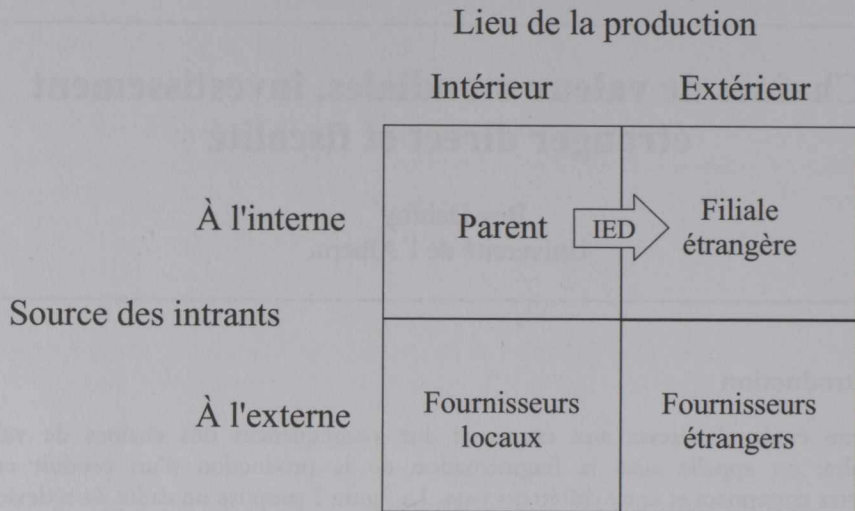 Lieu de la production
Intérieur Extérieur
À l'interne Parent IED Filiale
étrangère
Source des intrants
À l'externe Fournisseurs
locaux Fournisseurs
étrangers